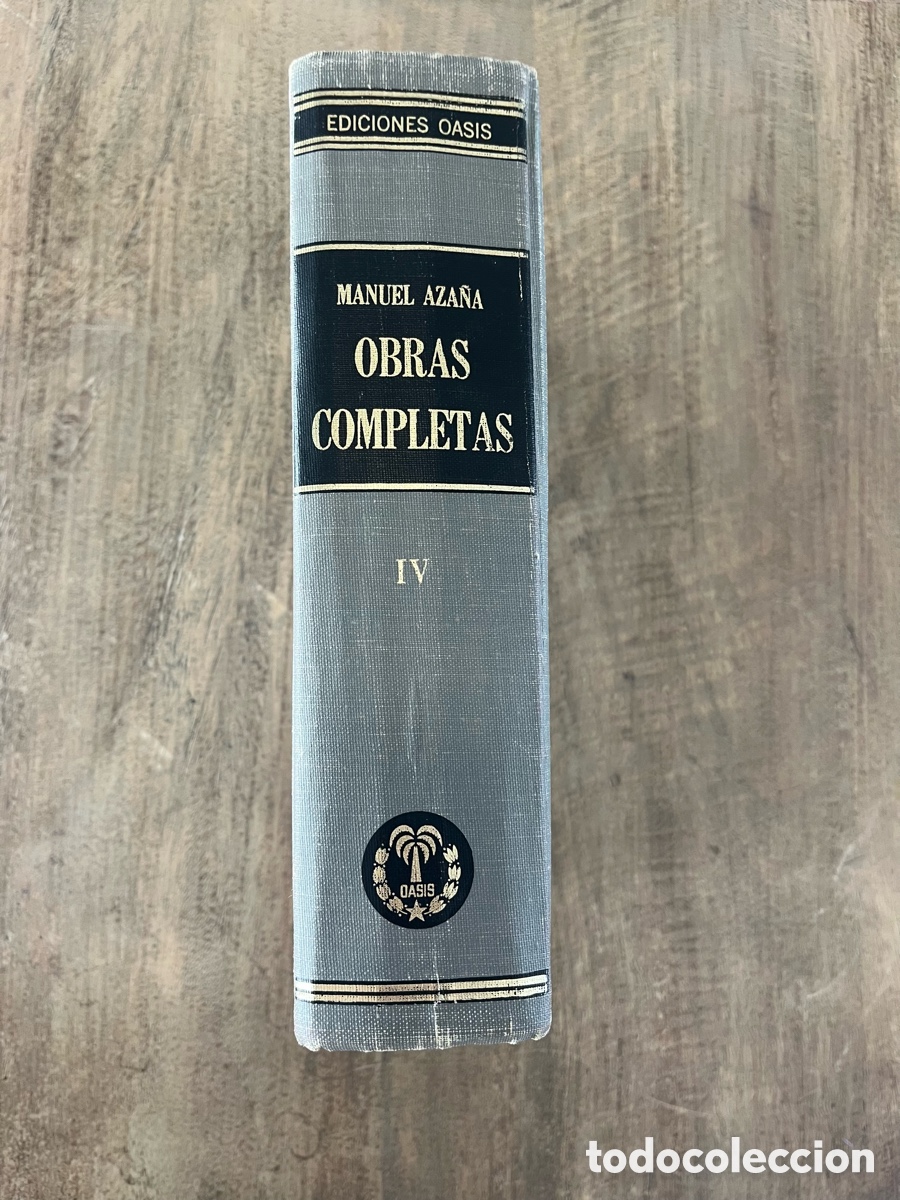 EDICIONES OASIS
MANUEL AZAÑA
OBRAS
COMPLETAS
IV
OASIS
todocoleccion